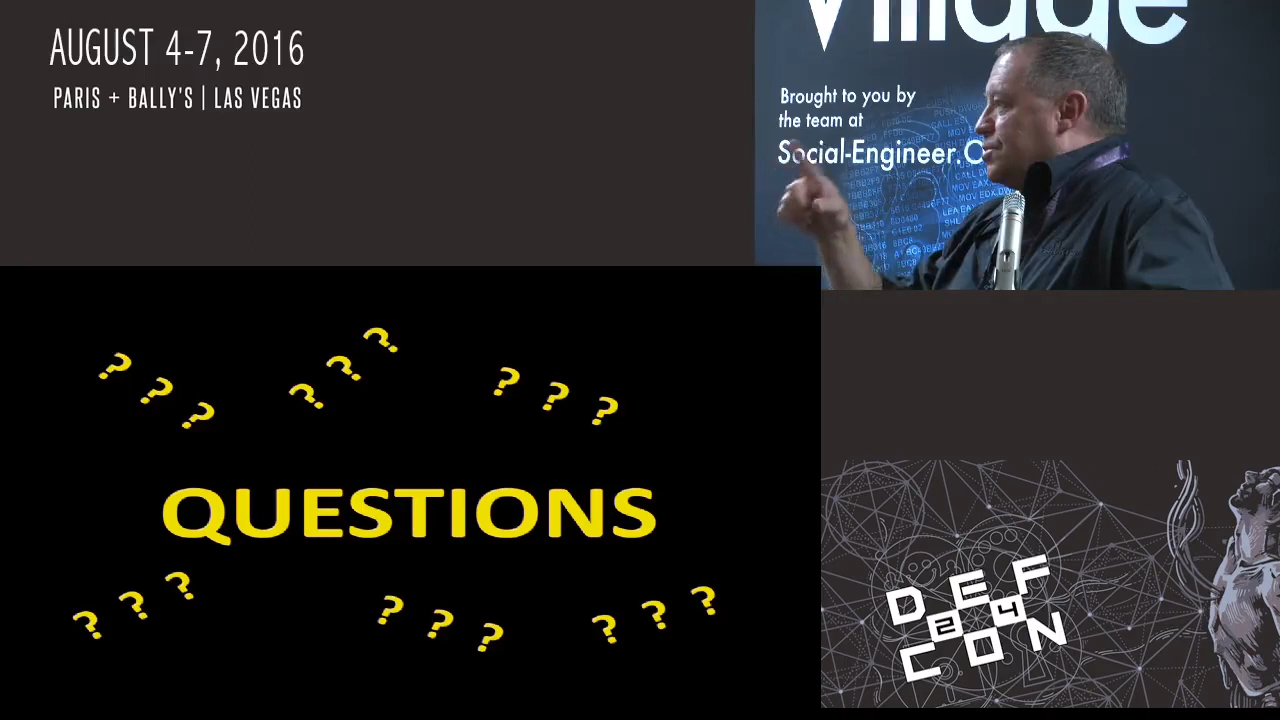 AUGUST 4-7, 2016
PARIS + BALLY'S | LAS VEGAS
Village
Brought to you by
the team at
Social-Engineer.
? ? ? ? ? ? ? ? ?
QUESTIONS
? ? ? ? ? ? ? ? ?
DEF
24
CON